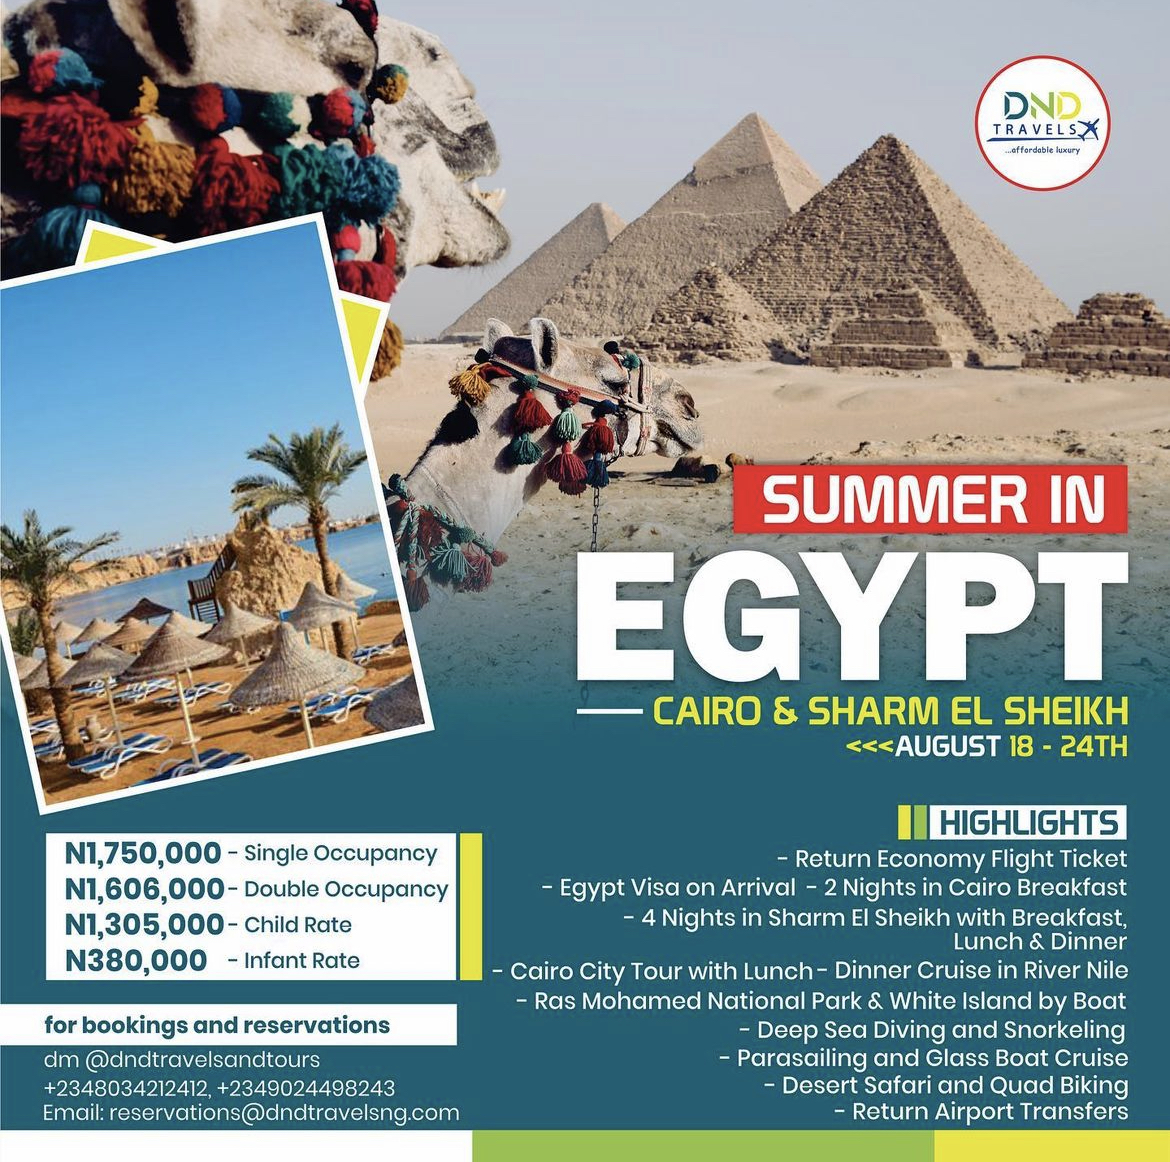 DND
TRAVELS
...affordable luxury
SUMMER IN
EGYPT
CAIRO & SHARM EL SHEIKH
<<<AUGUST 18 - 24TH
N1,750,000 - Single Occupancy
N1,606,000 - Double Occupancy
N1,305,000 - Child Rate
N380,000 - Infant Rate
for bookings and reservations
dm @dndtravelsandtours
+2348034212412, +2349024498243
Email: reservations@dndtravelsng.com
HIGHLIGHTS
- Return Economy Flight Ticket
- Egypt Visa on Arrival - 2 Nights in Cairo Breakfast
- 4 Nights in Sharm El Sheikh with Breakfast,
Lunch & Dinner
- Cairo City Tour with Lunch - Dinner Cruise in River Nile
- Ras Mohamed National Park & White Island by Boat
- Deep Sea Diving and Snorkeling
- Parasailing and Glass Boat Cruise
- Desert Safari and Quad Biking
- Return Airport Transfers